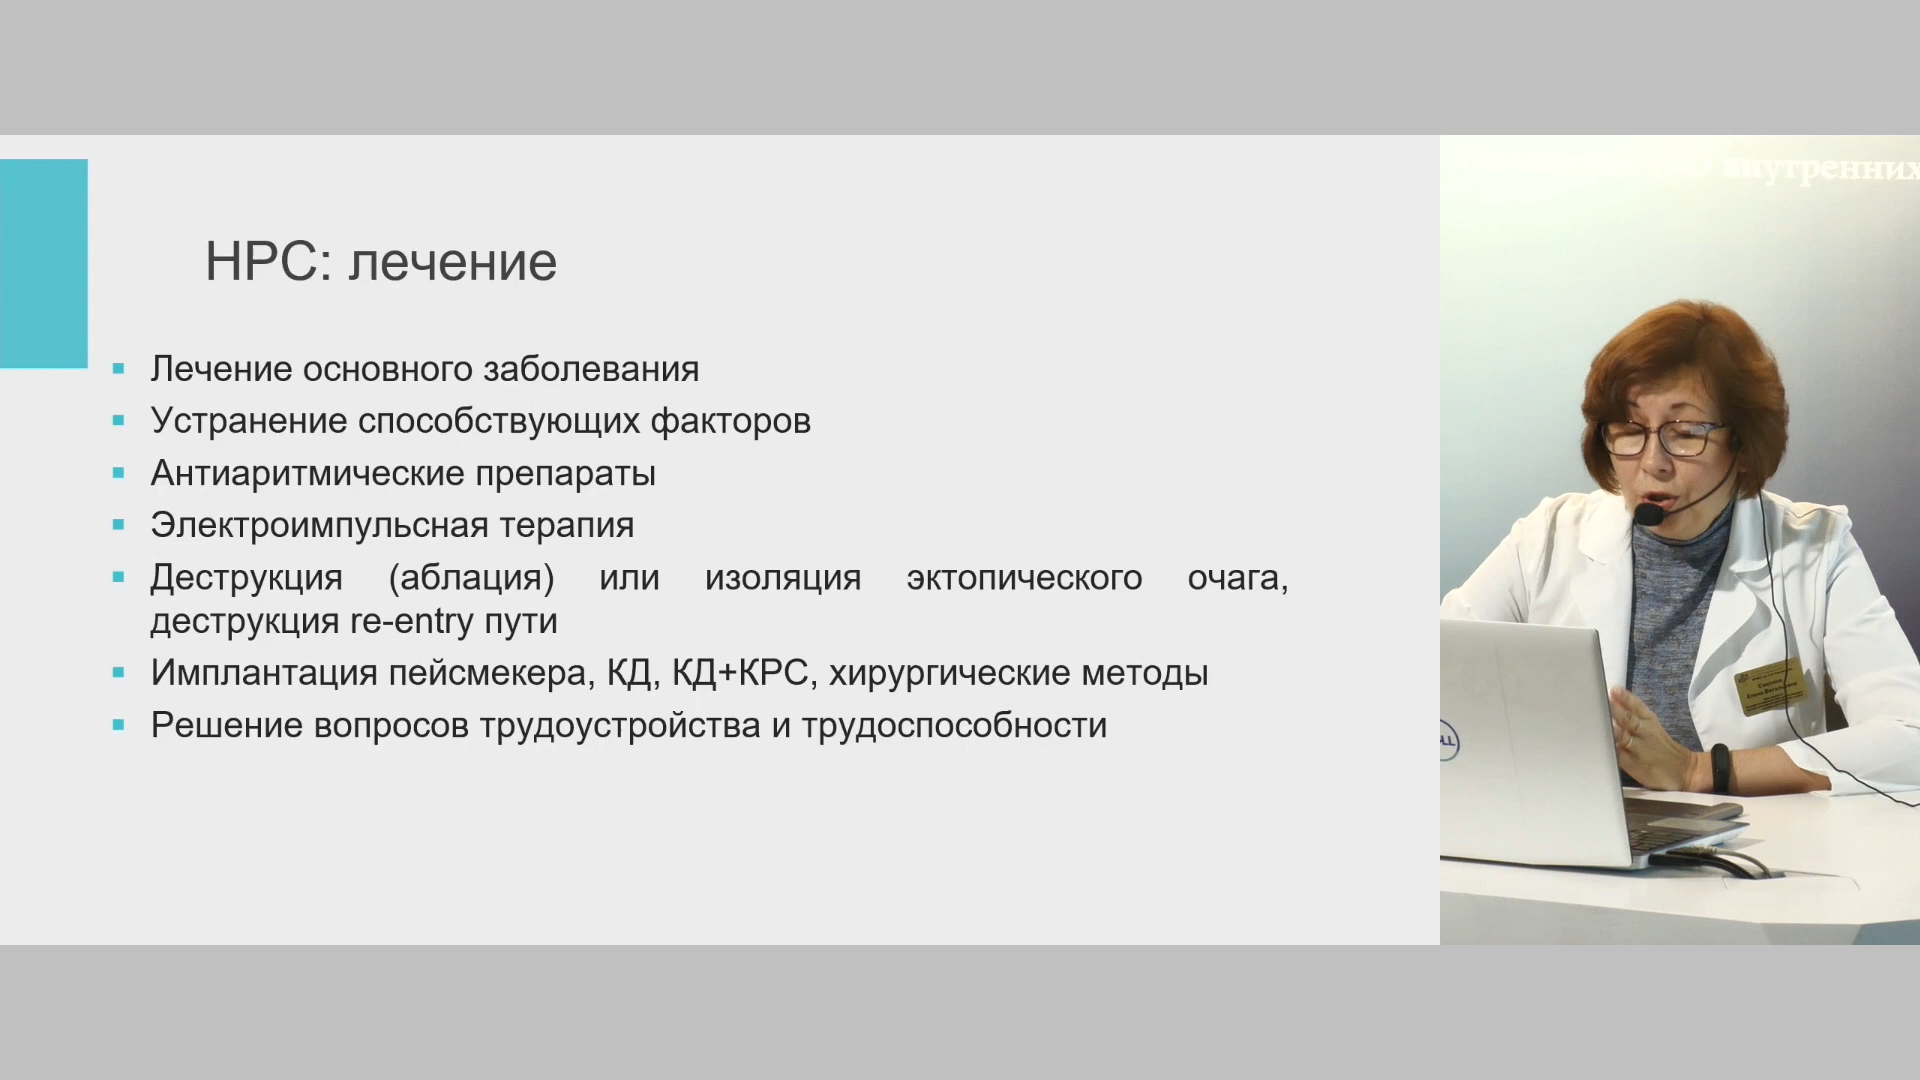 внутренних
НРС: лечение
Лечение основного заболевания
Устранение способствующих факторов
Антиаритмические препараты
Электроимпульсная терапия
Деструкция (аблация) или изоляция эктопического очага,
деструкция re-entry пути
Имплантация пейсмекера, КД, КД+КРС, хирургические методы
Решение вопросов трудоустройства и трудоспособности